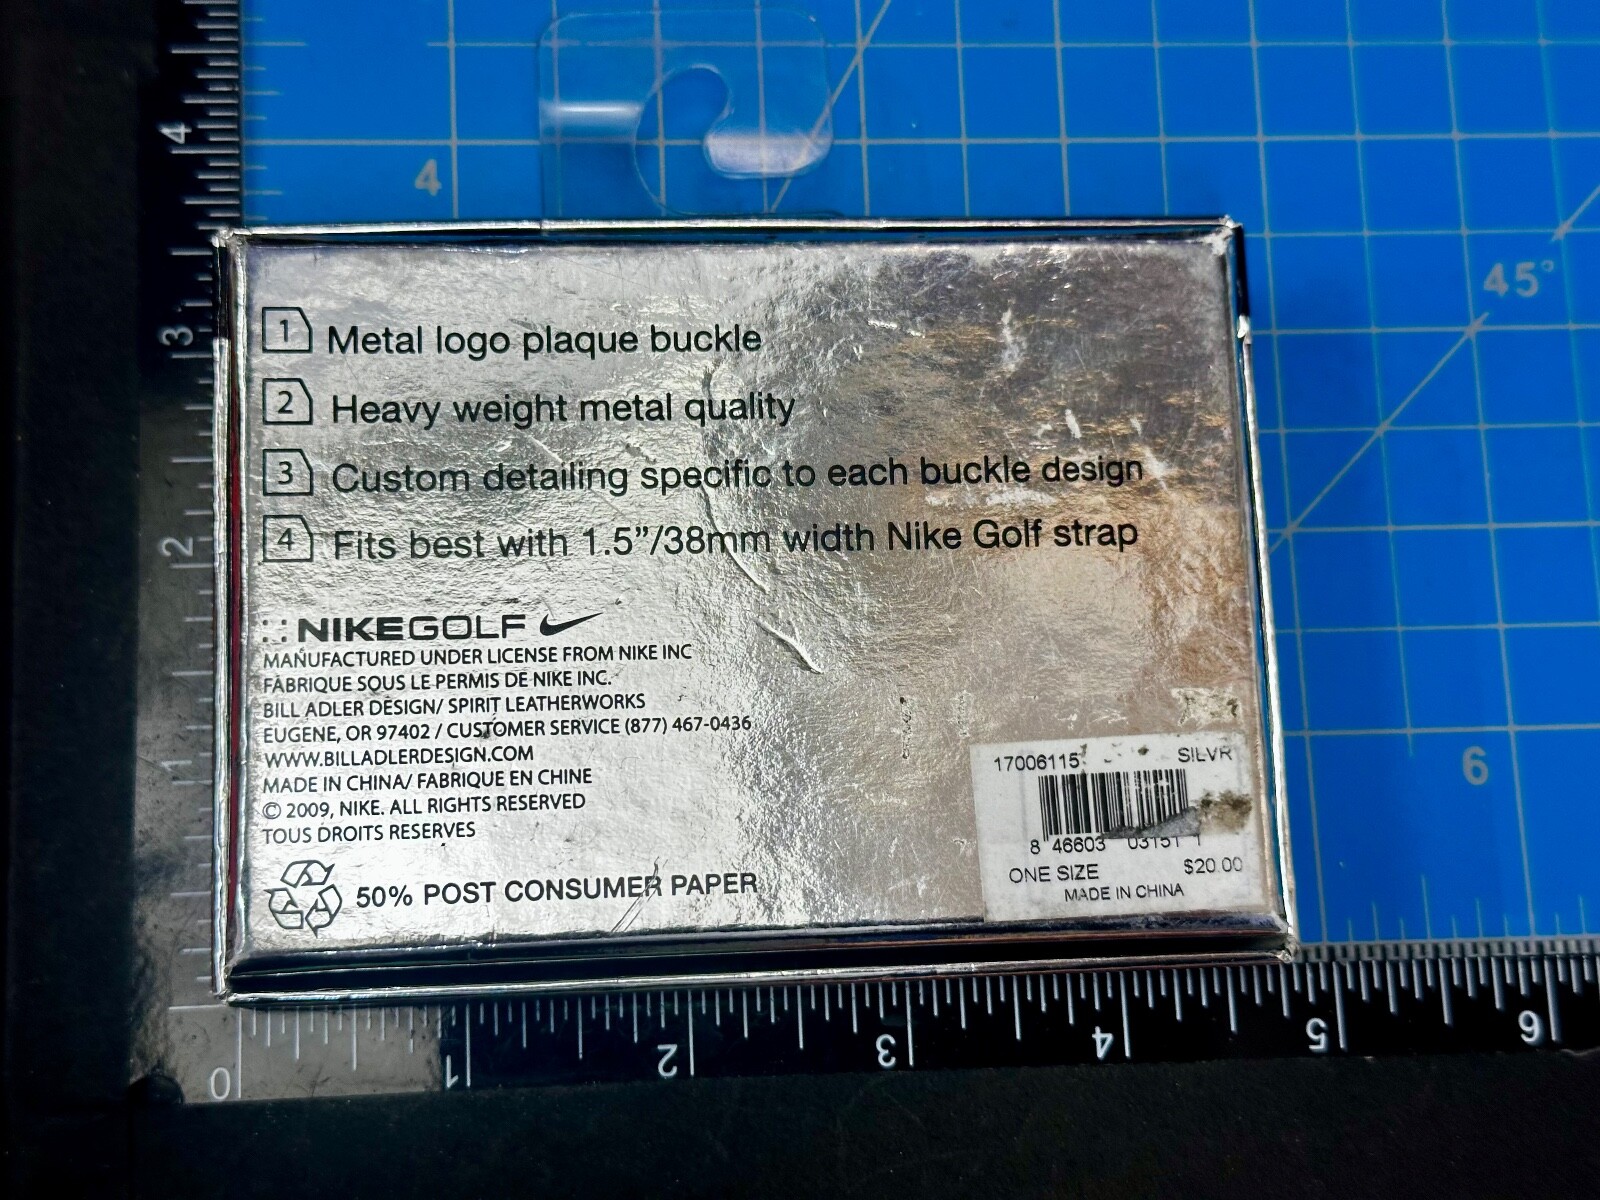 4
4
3
2
1
45°
6
1 Metal logo plaque buckle
2 Heavy weight metal quality
3 Custom detailing specific to each buckle design
4 Fits best with 1.5”/38mm width Nike Golf strap
NIKEGOLF
MANUFACTURED UNDER LICENSE FROM NIKE INC
FABRIQUE SOUS LE PERMIS DE NIKE INC.
BILL ADLER DESIGN/ SPIRIT LEATHERWORKS
EUGENE, OR 97402 / CUSTOMER SERVICE (877) 467-0436
WWW.BILLADLERDESIGN.COM
MADE IN CHINA/ FABRIQUE EN CHINE
© 2009, NIKE. ALL RIGHTS RESERVED
TOUS DROITS RESERVES
50% POST CONSUMER PAPER
17006115 SILVR
8 46603 03151 1
ONE SIZE $20.00
MADE IN CHINA
0 1 2 3 4 5 6